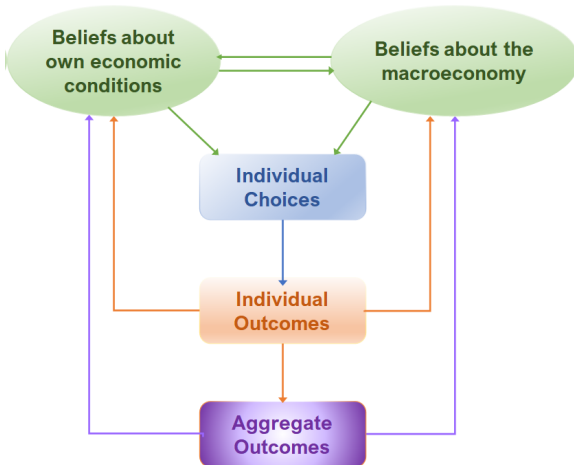 Beliefs about
own economic
conditions
Beliefs about the
macroeconomy
Individual
Choices
Individual
Outcomes
Aggregate
Outcomes